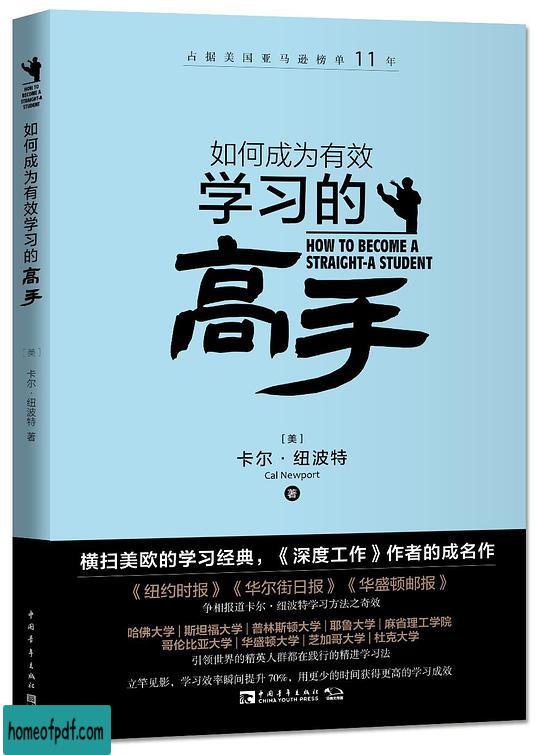 占据美国亚马逊榜单11年
如何成为有效
学习的
HOW TO BECOME A
STRAIGHT-A STUDENT
高手
[美]
卡尔·纽波特
Cal Newport
著
横扫美欧的学习经典，《深度工作》作者的成名作
《纽约时报》《华尔街日报》《华盛顿邮报》
争相报道卡尔·纽波特学习方法之奇效
哈佛大学|斯坦福大学|普林斯顿大学|耶鲁大学|麻省理工学院
哥伦比亚大学|华盛顿大学|芝加哥大学|杜克大学
引领世界的精英人群都在践行的精进学习法
立竿见影，学习效率瞬间提升70%，用更少的时间获得更高的学习成效
中国青年出版社
HOW TO BECOME A
STRAIGHT-A
STUDENT
如何成为有效学习的高手
[美]
卡尔·纽波特 著
中国青年出版社
homeofpdf.com